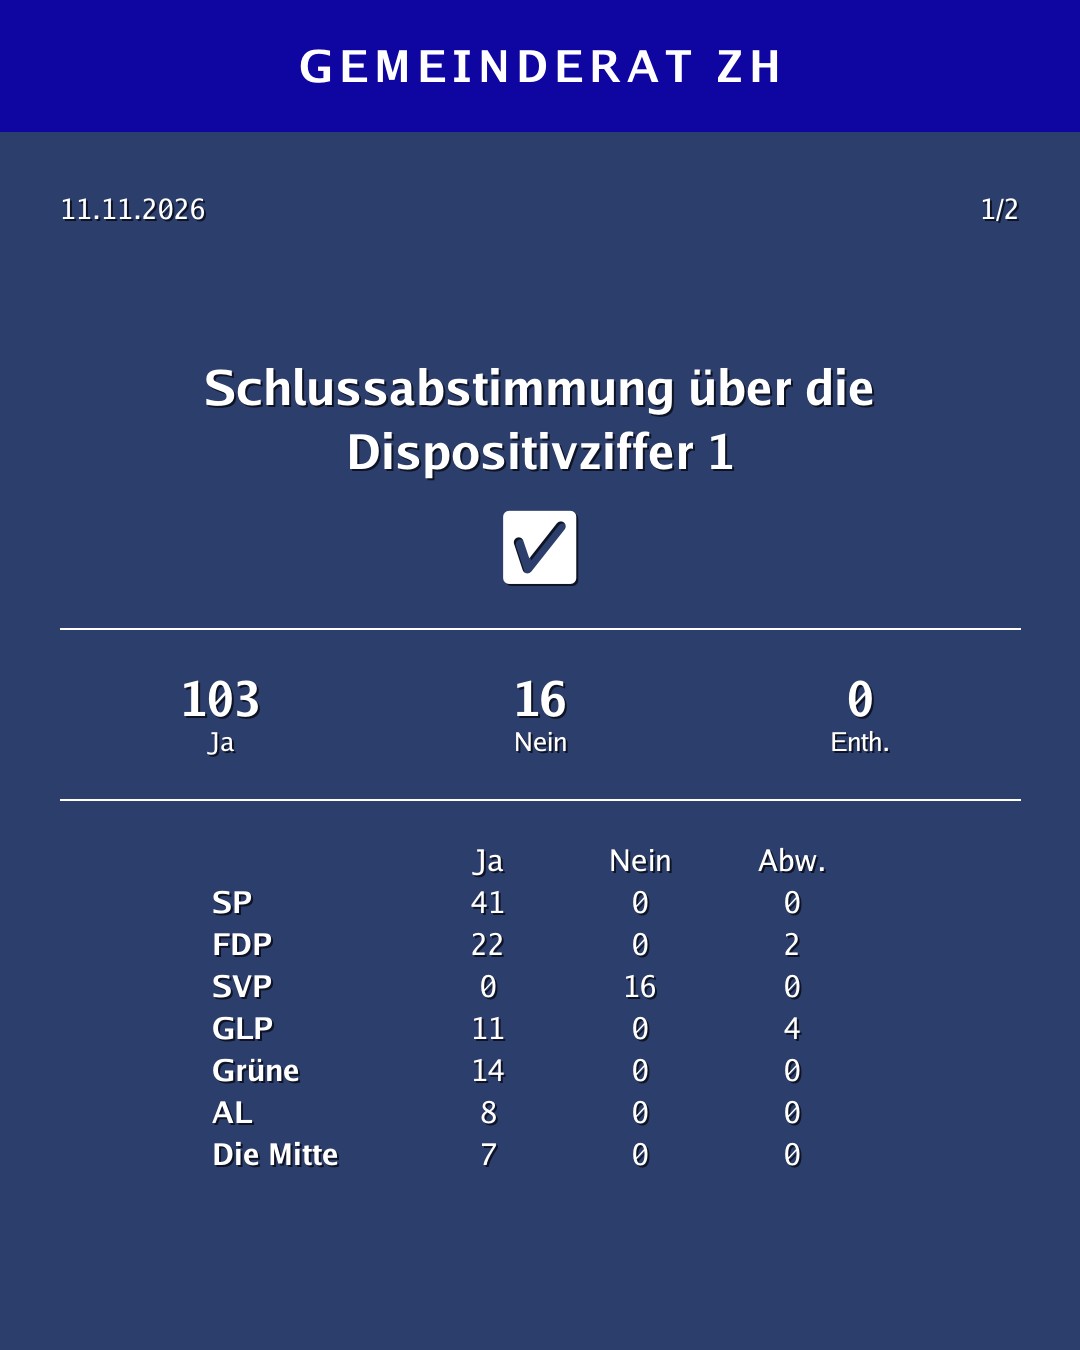 GEMEINDERAT ZH
11.11.2026 1/2
Schlussabstimmung über die
Dispositivziffer 1
103 16 0
Ja Nein Enth.
Ja Nein Abw.
SP 41 0 0
FDP 22 0 2
SVP 0 16 0
GLP 11 0 4
Grüne 14 0 0
AL 8 0 0
Die Mitte 7 0 0